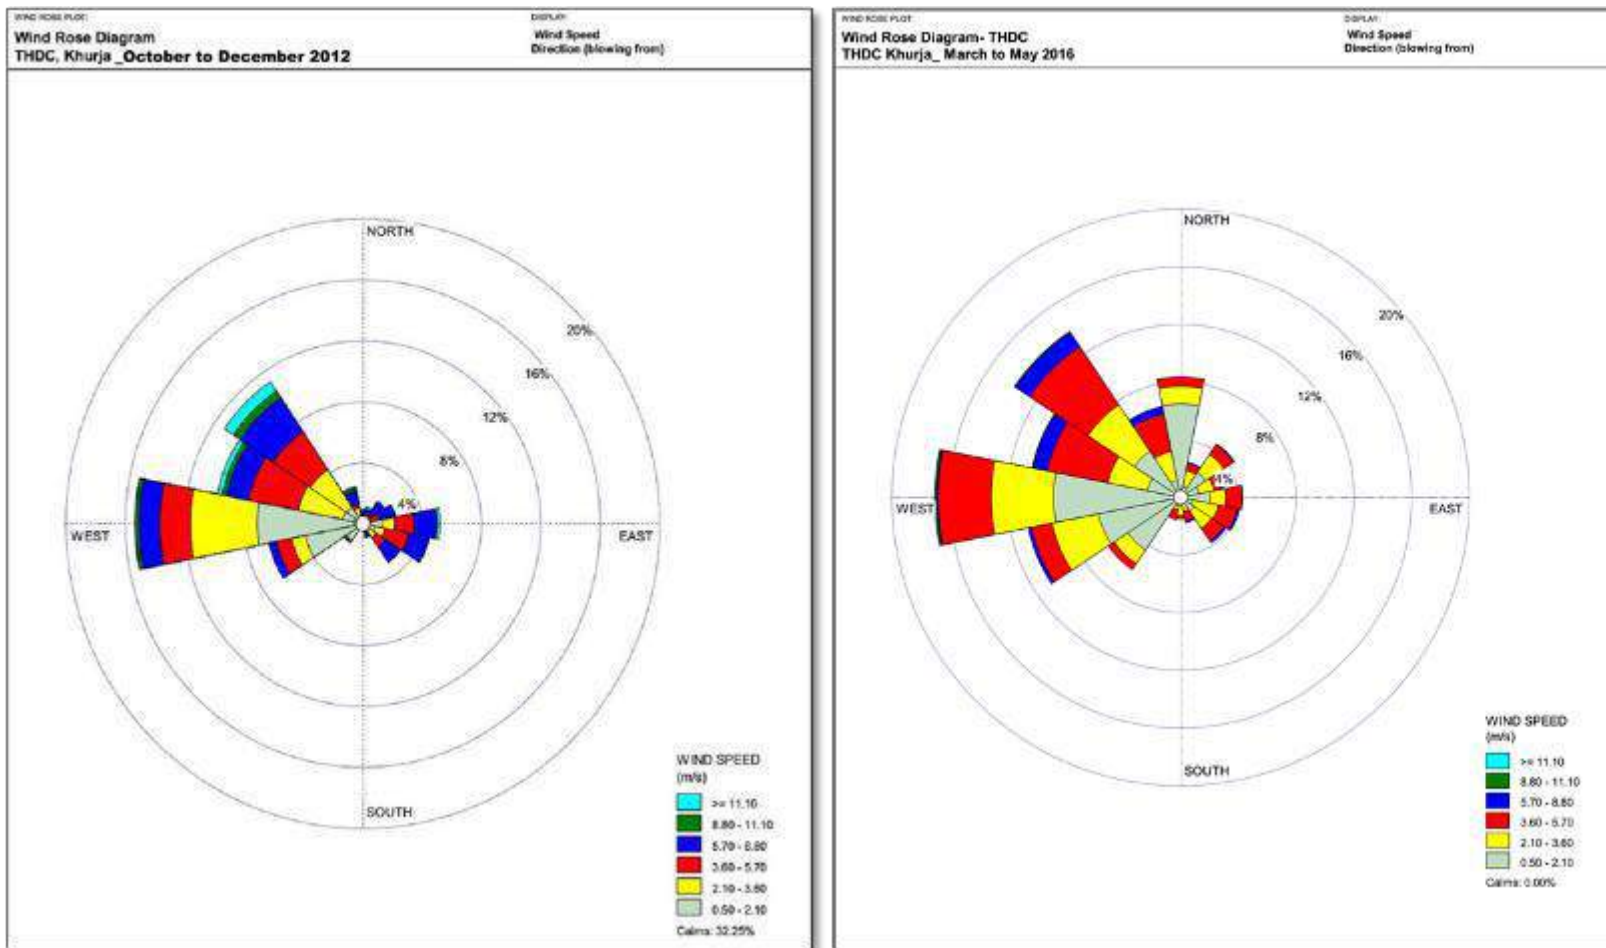 WIND ROSE PLOT:
DISPLAY:
Wind Rose Diagram
THDC, Khurja _October to December 2012
Wind Speed
Direction (blowing from)
NORTH
20%
16%
12%
8%
4%
WEST
EAST
SOUTH
WIND SPEED
(m/s)
>= 11.10
8.80 - 11.10
5.70 - 8.80
3.60 - 5.70
2.10 - 3.60
0.50 - 2.10
Calms: 32.25%
WIND ROSE PLOT:
DISPLAY:
Wind Rose Diagram- THDC
THDC Khurja_ March to May 2016
Wind Speed
Direction (blowing from)
NORTH
20%
16%
12%
8%
4%
WEST
EAST
SOUTH
WIND SPEED
(m/s)
>= 11.10
8.80 - 11.10
5.70 - 8.80
3.60 - 5.70
2.10 - 3.60
0.50 - 2.10
Calms: 0.00%